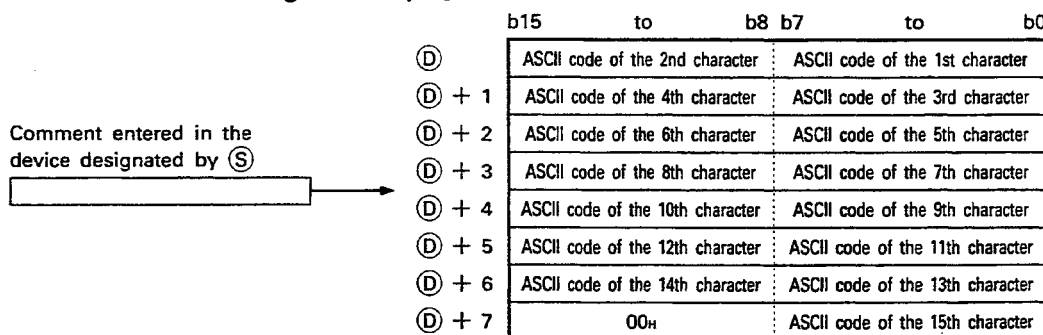 b15 to b8 b7 to b0
Ⓓ ASCII code of the 2nd character ASCII code of the 1st character
Ⓓ + 1 ASCII code of the 4th character ASCII code of the 3rd character
Comment entered in the
device designated by Ⓢ
Ⓓ + 2 ASCII code of the 6th character ASCII code of the 5th character
Ⓓ + 3 ASCII code of the 8th character ASCII code of the 7th character
Ⓓ + 4 ASCII code of the 10th character ASCII code of the 9th character
Ⓓ + 5 ASCII code of the 12th character ASCII code of the 11th character
Ⓓ + 6 ASCII code of the 14th character ASCII code of the 13th character
Ⓓ + 7 00H ASCII code of the 15th character